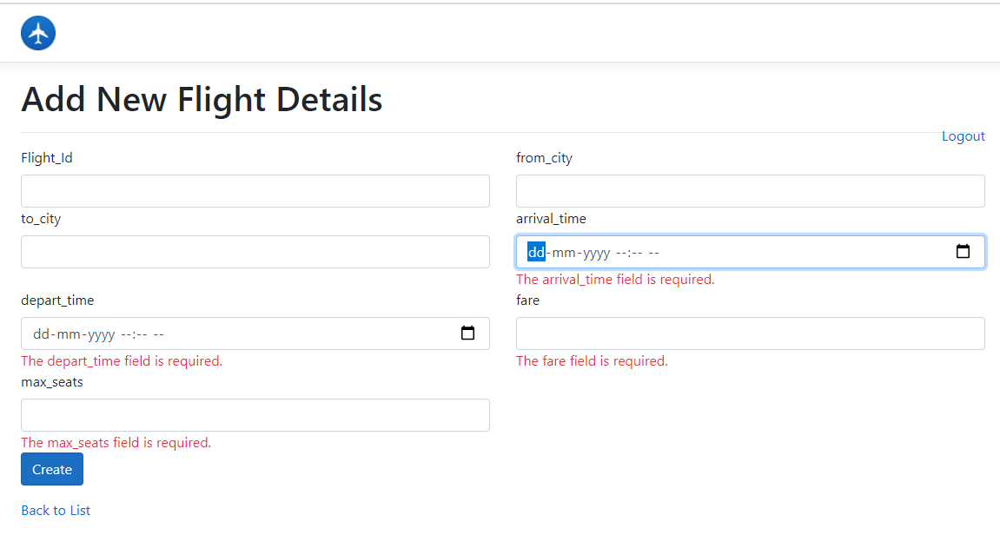 Add New Flight Details
Logout
Flight_Id
from_city
to_city
arrival_time
dd-mm-yyyy --:-- --
The arrival_time field is required.
depart_time
fare
dd-mm-yyyy --:-- --
The depart_time field is required.
The fare field is required.
max_seats
The max_seats field is required.
Create
Back to List